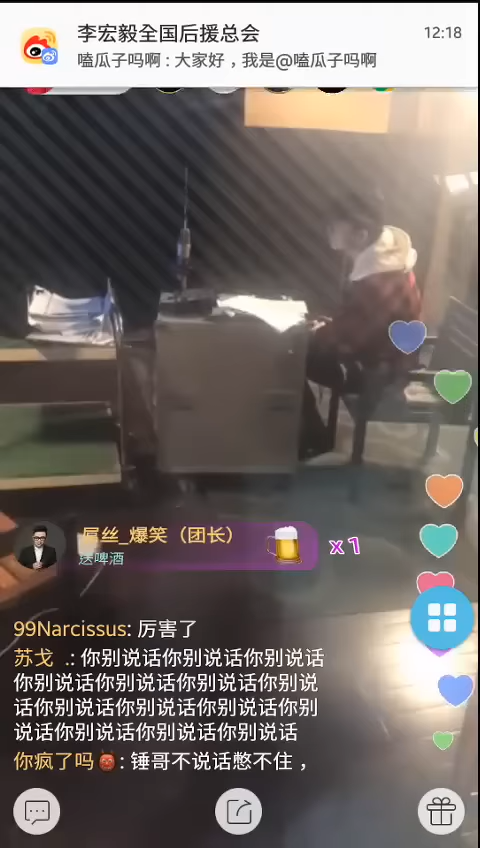 李宏毅全国后援总会
12:18
嗑瓜子吗啊 : 大家好，我是@嗑瓜子吗啊
屌丝_爆笑（团长）
送啤酒
x 1
99Narcissus: 厉害了
苏戈 .: 你别说话你别说话你别说话
你别说话你别说话你别说话你别说
话你别说话你别说话你别说话你别
说话你别说话你别说话你别说话
你疯了吗👹: 锤哥不说话憋不住，